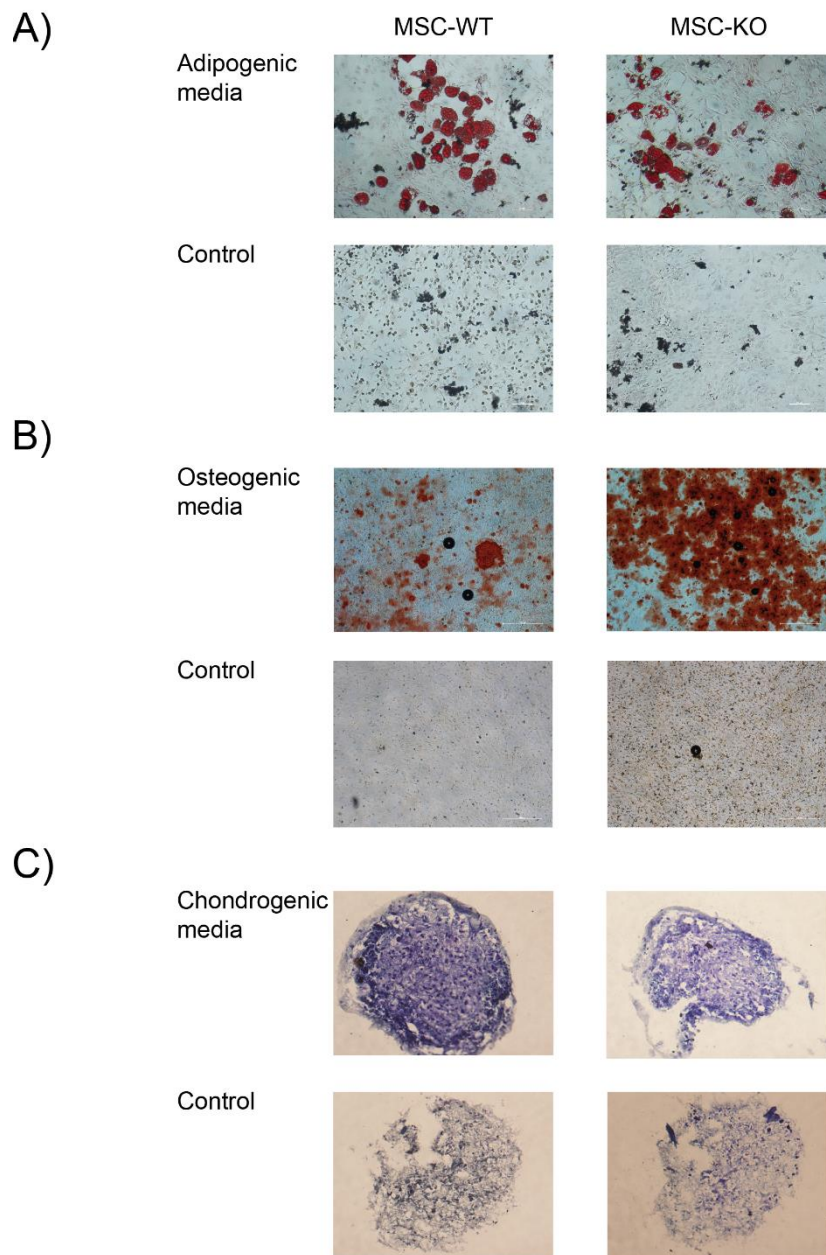 MSC-WT MSC-KO
A)
Adipogenic
media
Control
B)
Osteogenic
media
Control
C)
Chondrogenic
media
Control